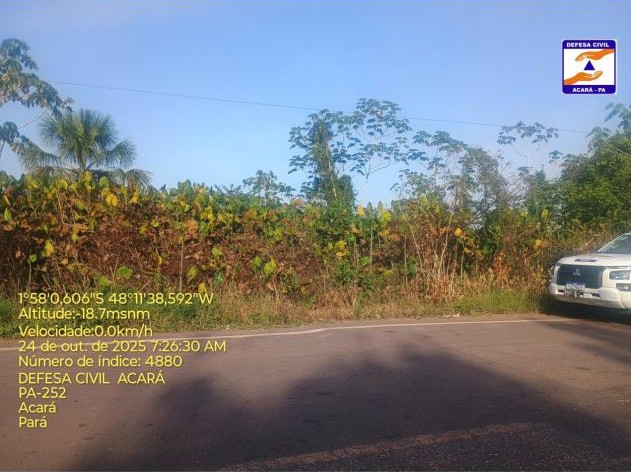 DEFESA CIVIL
ACARÁ - PA
1°58'0,606"S 48°11'38,592"W
Altitude:-18.7msnm
Velocidade:0.0km/h
24 de out. de 2025 7:26:30 AM
Número de índice: 4880
DEFESA CIVIL ACARÁ
PA-252
Acará
Pará